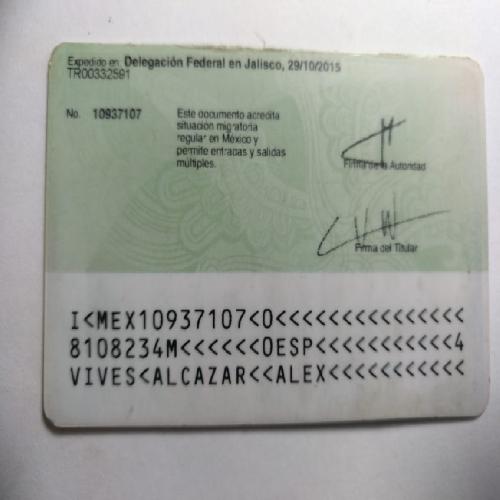 Expedido en Delegación Federal en Jalisco, 29/10/2015
TR00332591
No. 10937107
Este documento acredita
situación migratoria
regular en México y
permite entradas y salidas
múltiples.
Firma de la Autoridad
Firma del Titular
I<MEX10937107<0<<<<<<<<<<<<<<<
8108234M<<<<<<0ESP<<<<<<<<<<<4
VIVES<ALCAZAR<<ALEX<<<<<<<<<<<